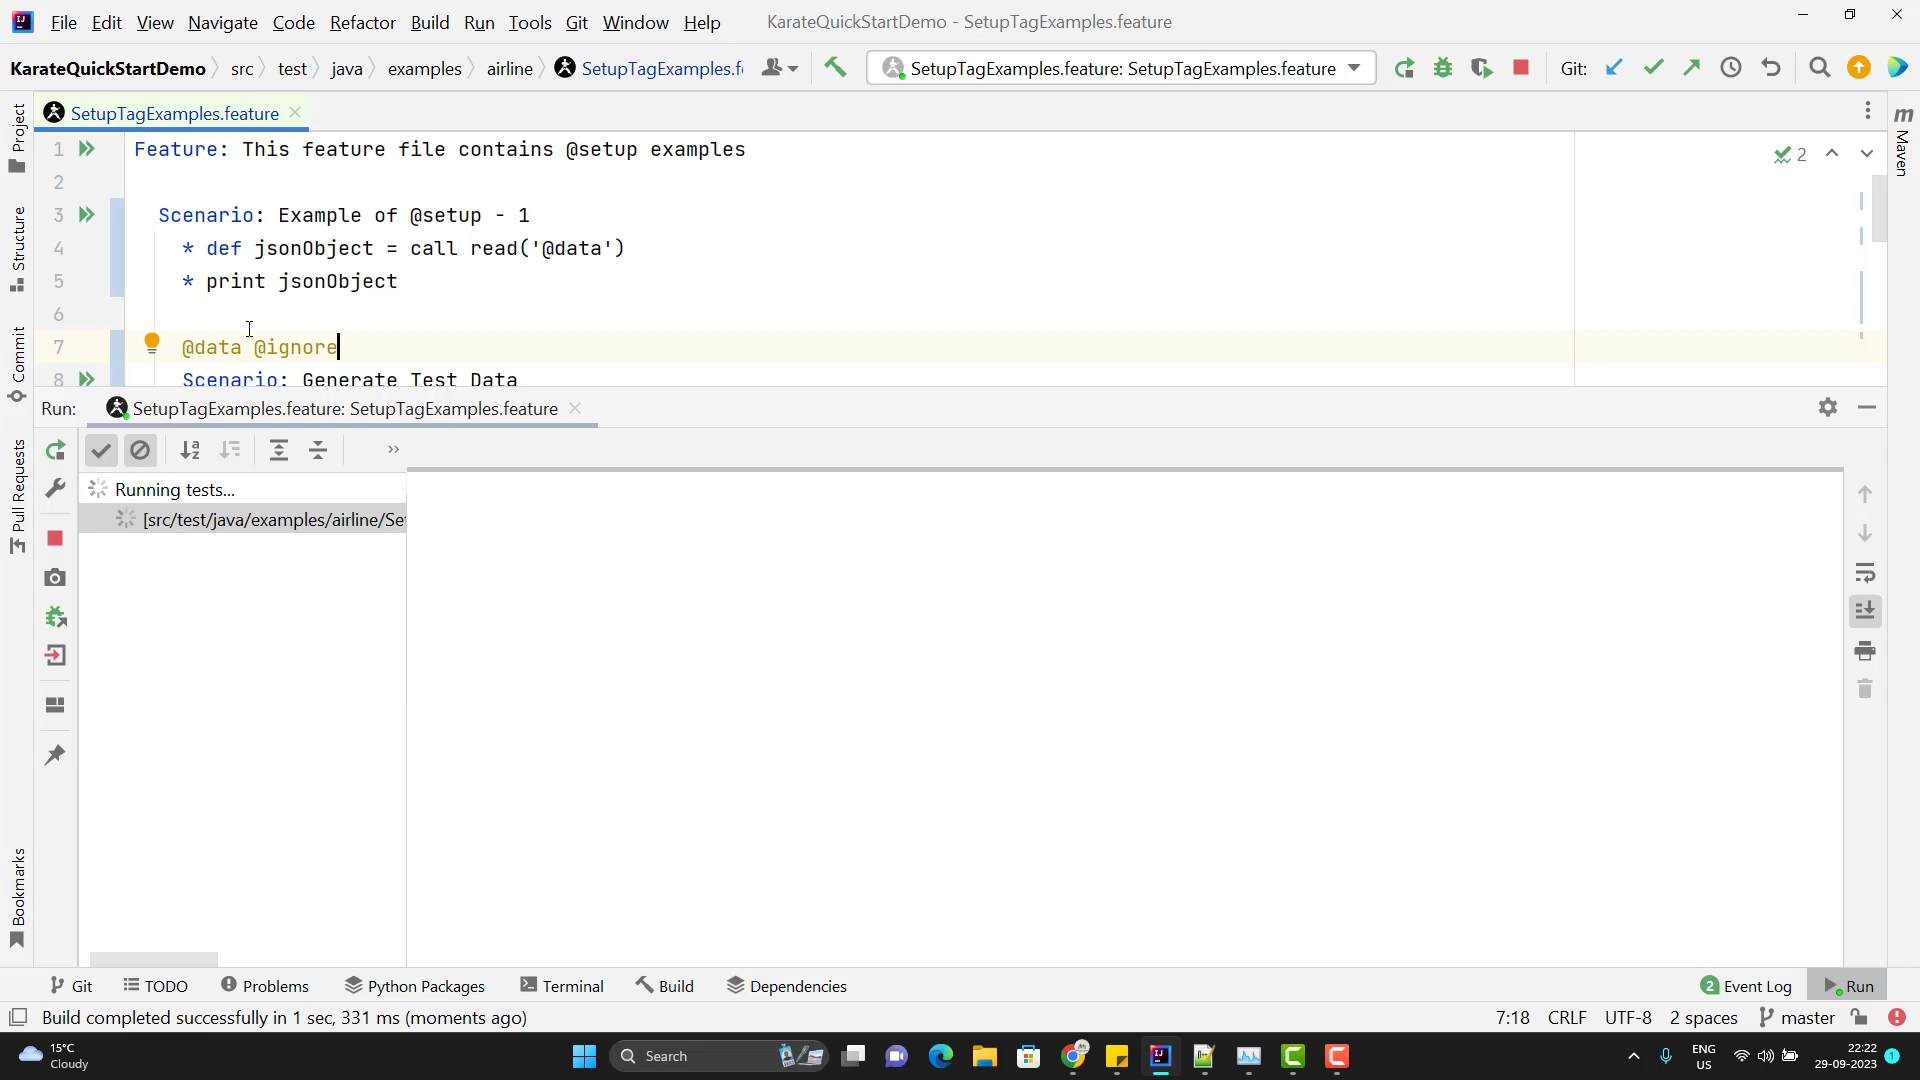 File Edit View Navigate Code Refactor Build Run Tools Git Window Help KarateQuickStartDemo - SetupTagExamples.feature
KarateQuickStartDemo src test java examples airline SetupTagExamples.f SetupTagExamples.feature: SetupTagExamples.feature Git:
SetupTagExamples.feature
Project
Structure
Commit
Pull Requests
Bookmarks
m Maven
1 Feature: This feature file contains @setup examples
2
2
3 Scenario: Example of @setup - 1
4 * def jsonObject = call read('@data')
5 * print jsonObject
6
7 @data @ignore
8 Scenario: Generate Test Data
Run: SetupTagExamples.feature: SetupTagExamples.feature
Running tests...
[src/test/java/examples/airline/Se
Git TODO Problems Python Packages Terminal Build Dependencies 2 Event Log Run
Build completed successfully in 1 sec, 331 ms (moments ago) 7:18 CRLF UTF-8 2 spaces master
15°C
Cloudy
Search
ENG
US
22:22
29-09-2023
1